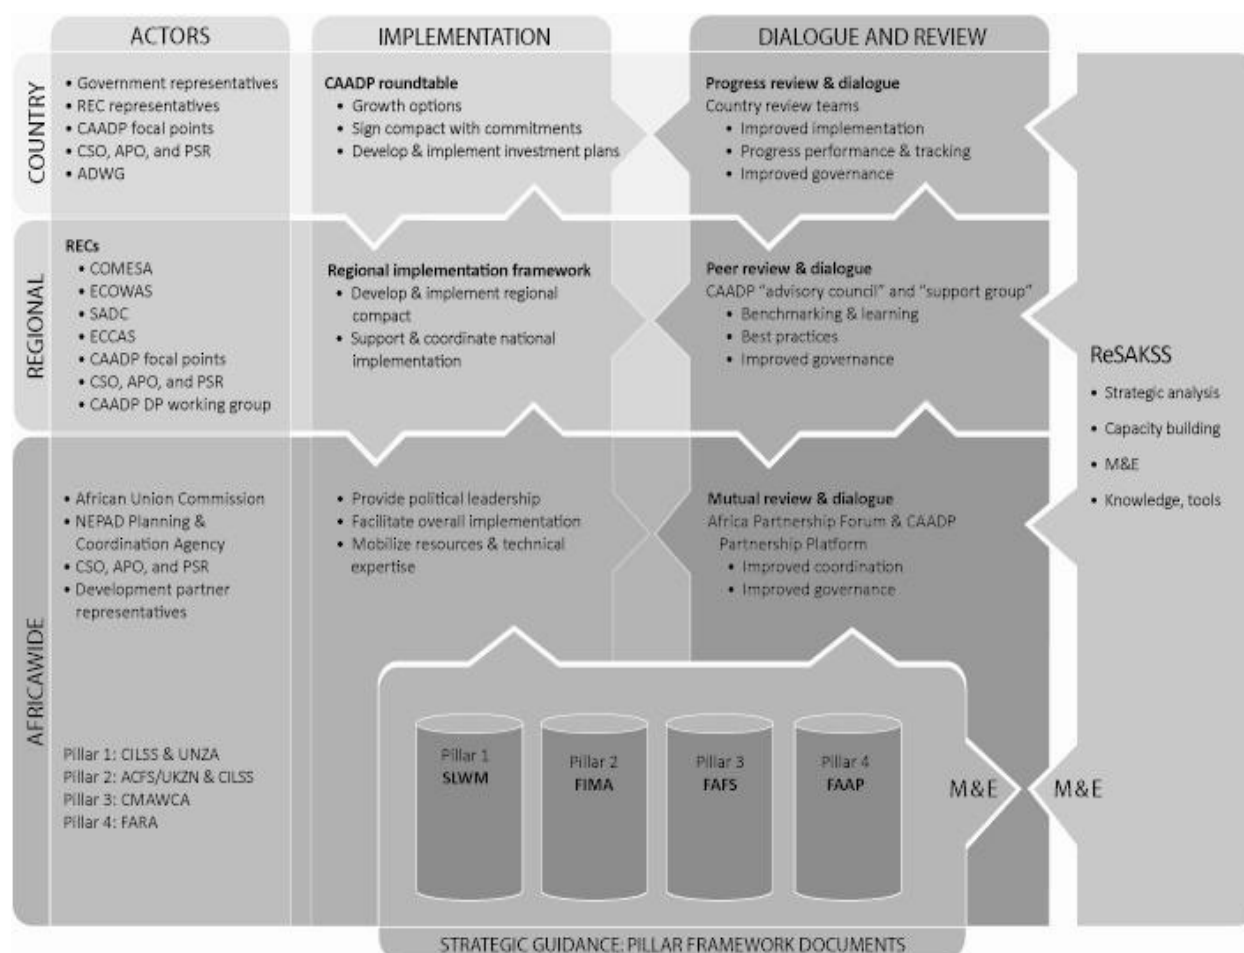 ACTORS
IMPLEMENTATION
DIALOGUE AND REVIEW
COUNTRY
• Government representatives
• REC representatives
• CAADP focal points
• CSO, APO, and PSR
• ADWG
CAADP roundtable
• Growth options
• Sign compact with commitments
• Develop & implement investment plans
Progress review & dialogue
Country review teams
• Improved implementation
• Progress performance & tracking
• Improved governance
REGIONAL
RECs
• COMESA
• ECOWAS
• SADC
• ECCAS
• CAADP focal points
• CSO, APO, and PSR
• CAADP DP working group
Regional implementation framework
• Develop & implement regional
compact
• Support & coordinate national
implementation
Peer review & dialogue
CAADP “advisory council” and “support group”
• Benchmarking & learning
• Best practices
• Improved governance
AFRICAWIDE
• African Union Commission
• NEPAD Planning &
Coordination Agency
• CSO, APO, and PSR
• Development partner
representatives
Pillar 1: CILSS & UNZA
Pillar 2: ACFS/UKZN & CILSS
Pillar 3: CMAWCA
Pillar 4: FARA
• Provide political leadership
• Facilitate overall implementation
• Mobilize resources & technical
expertise
Mutual review & dialogue
Africa Partnership Forum & CAADP
Partnership Platform
• Improved coordination
• Improved governance
Pillar 1
SLWM
Pillar 2
FIMA
Pillar 3
FAFS
Pillar 4
FAAP
M&E
M&E
STRATEGIC GUIDANCE: PILLAR FRAMEWORK DOCUMENTS
ReSAKSS
• Strategic analysis
• Capacity building
• M&E
• Knowledge, tools